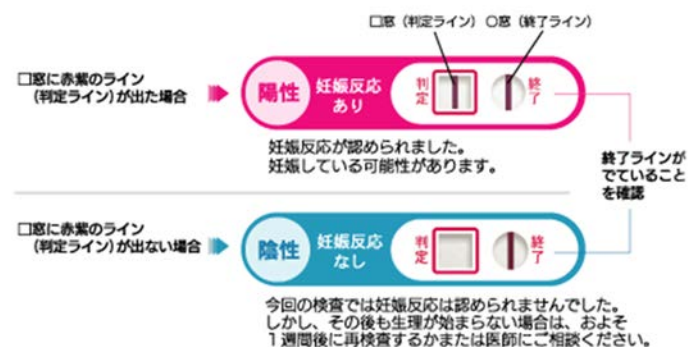 □窓（判定ライン）○窓（終了ライン）
□窓に赤紫のライン
（判定ライン）が出た場合
陽性
妊娠反応
あり
判定
終了
妊娠反応が認められました。
妊娠している可能性があります。
終了ラインが
でていること
を確認
□窓に赤紫のライン
（判定ライン）が出ない場合
陰性
妊娠反応
なし
判定
終了
今回の検査では妊娠反応は認められませんでした。
しかし、その後も生理が始まらない場合は、およそ
１週間後に再検査するかまたは医師にご相談ください。